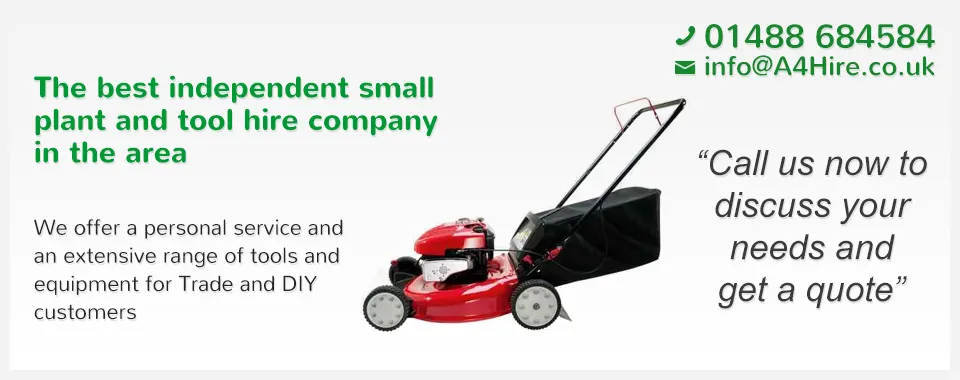 01488 684584
info@A4Hire.co.uk
The best independent small
plant and tool hire company
in the area
We offer a personal service and
an extensive range of tools and
equipment for Trade and DIY
customers
“Call us now to
discuss your
needs and
get a quote”